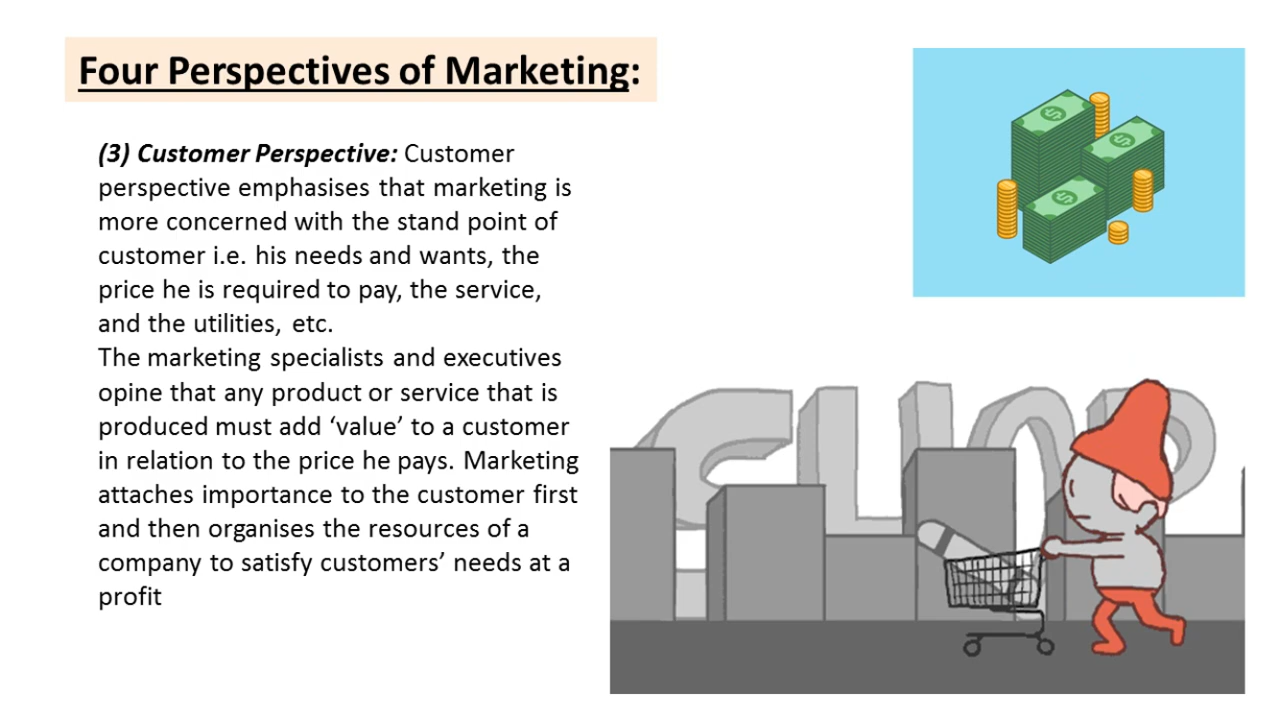 Four Perspectives of Marketing:
(3) Customer Perspective: Customer
perspective emphasises that marketing is
more concerned with the stand point of
customer i.e. his needs and wants, the
price he is required to pay, the service,
and the utilities, etc.
The marketing specialists and executives
opine that any product or service that is
produced must add ‘value’ to a customer
in relation to the price he pays. Marketing
attaches importance to the customer first
and then organises the resources of a
company to satisfy customers’ needs at a
profit